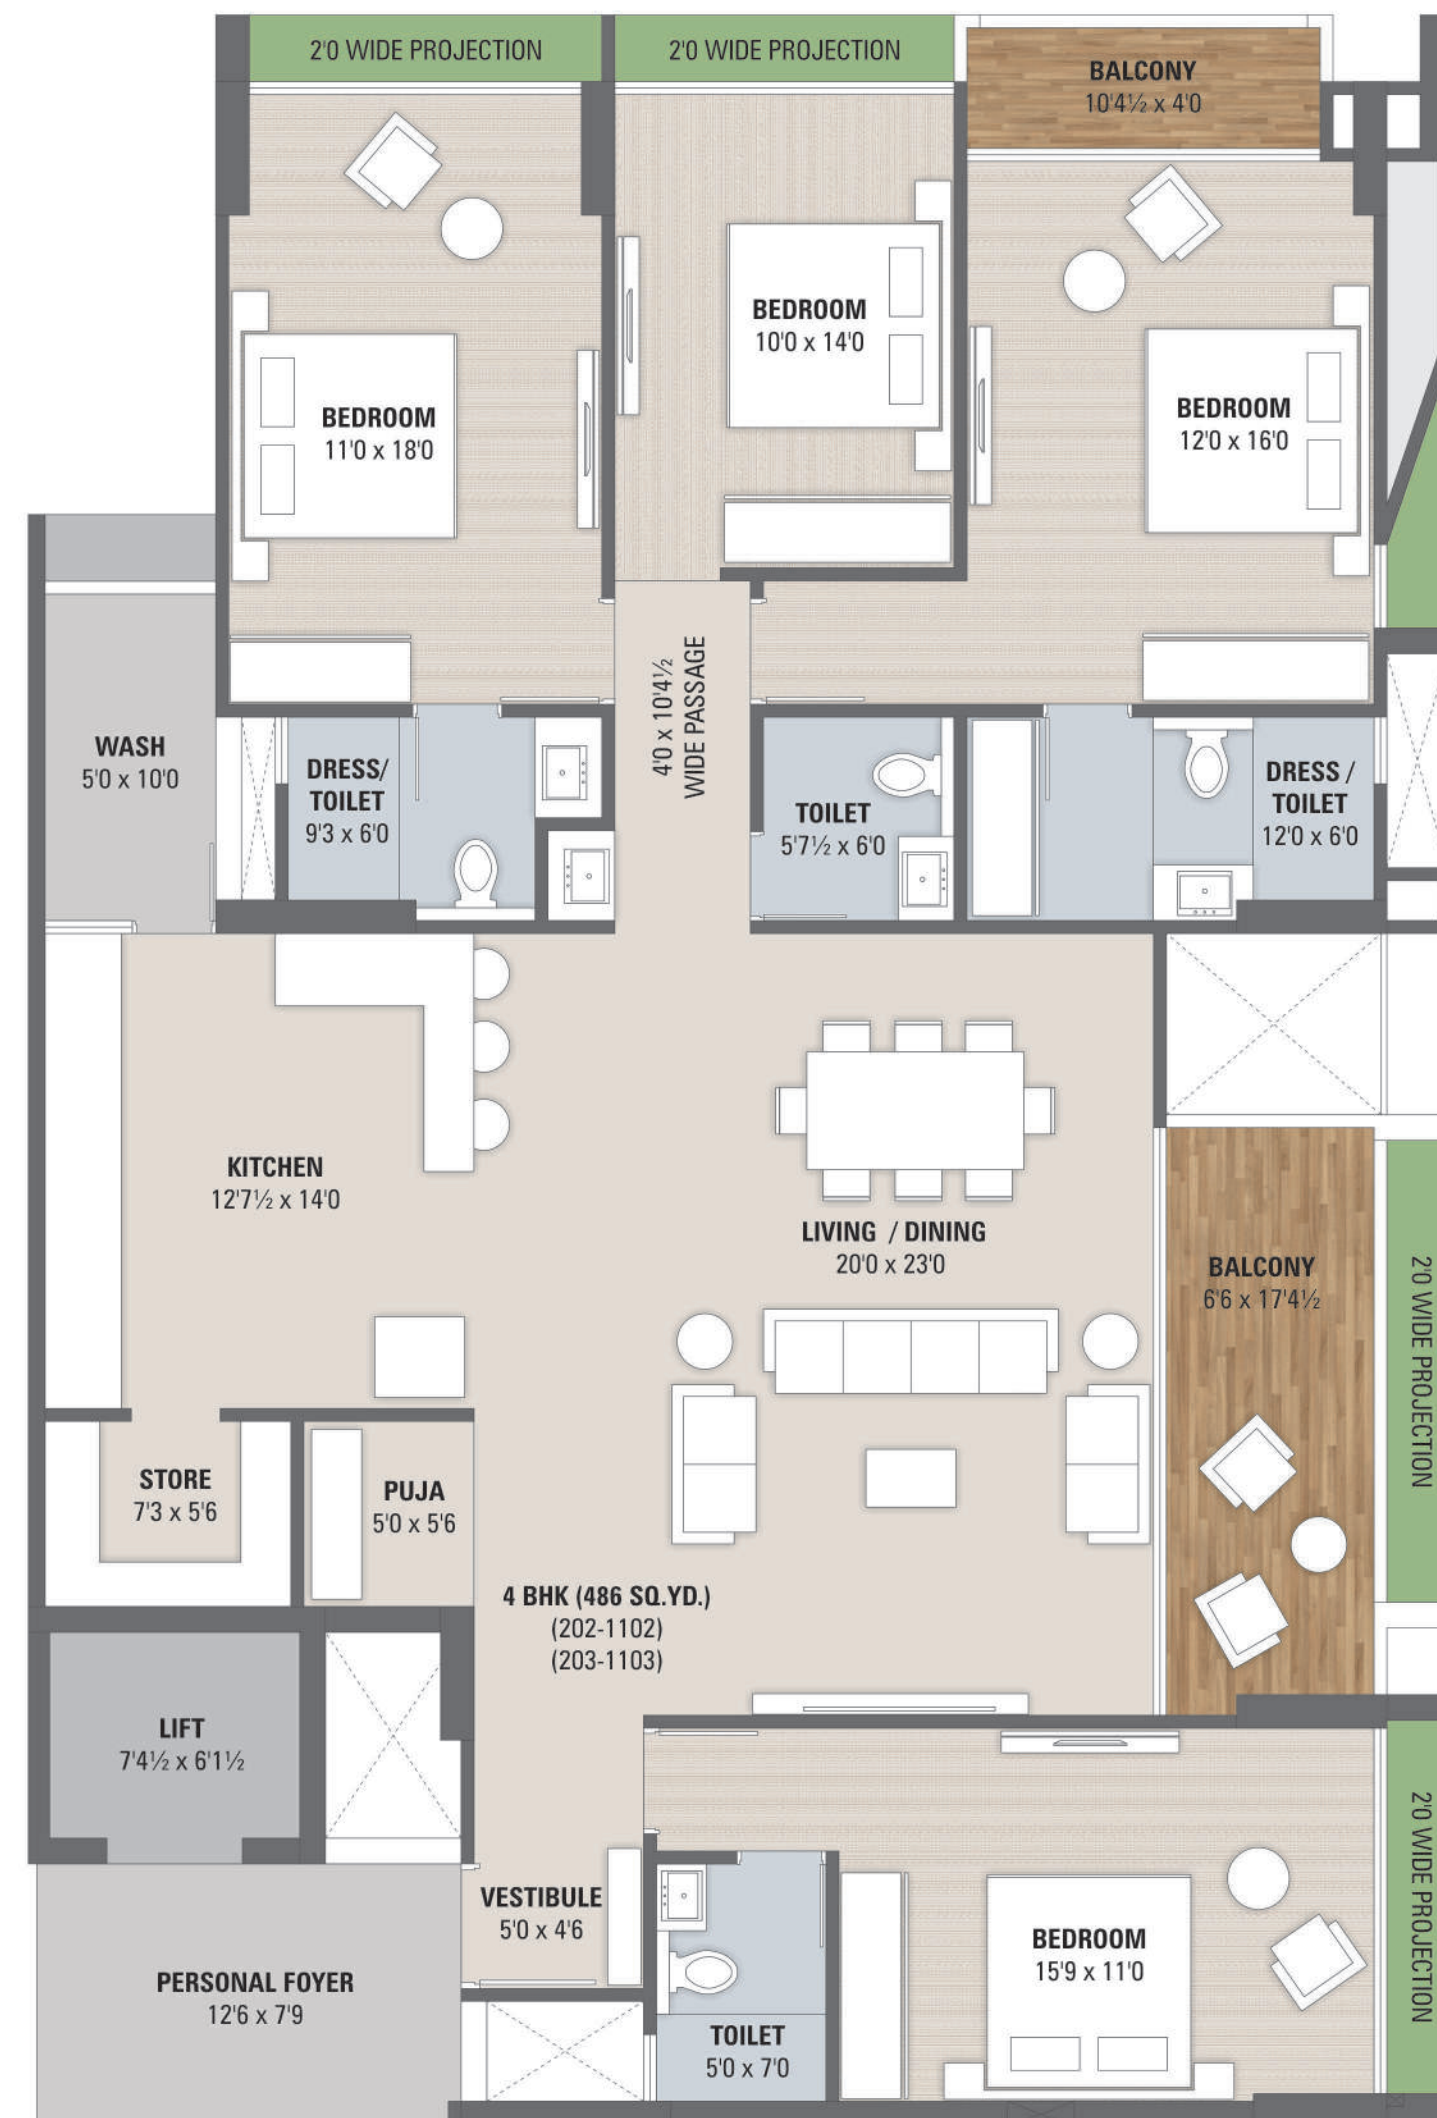 2'0 WIDE PROJECTION
2'0 WIDE PROJECTION
BALCONY
10'4½ x 4'0
BEDROOM
11'0 x 18'0
BEDROOM
10'0 x 14'0
BEDROOM
12'0 x 16'0
WASH
5'0 x 10'0
DRESS/
TOILET
9'3 x 6'0
4'0 x 10'4½
WIDE PASSAGE
TOILET
5'7½ x 6'0
DRESS /
TOILET
12'0 x 6'0
KITCHEN
12'7½ x 14'0
LIVING / DINING
20'0 x 23'0
BALCONY
6'6 x 17'4½
2'0 WIDE PROJECTION
STORE
7'3 x 5'6
PUJA
5'0 x 5'6
4 BHK (486 SQ.YD.)
(202-1102)
(203-1103)
LIFT
7'4½ x 6'1½
VESTIBULE
5'0 x 4'6
PERSONAL FOYER
12'6 x 7'9
TOILET
5'0 x 7'0
BEDROOM
15'9 x 11'0
2'0 WIDE PROJECTION